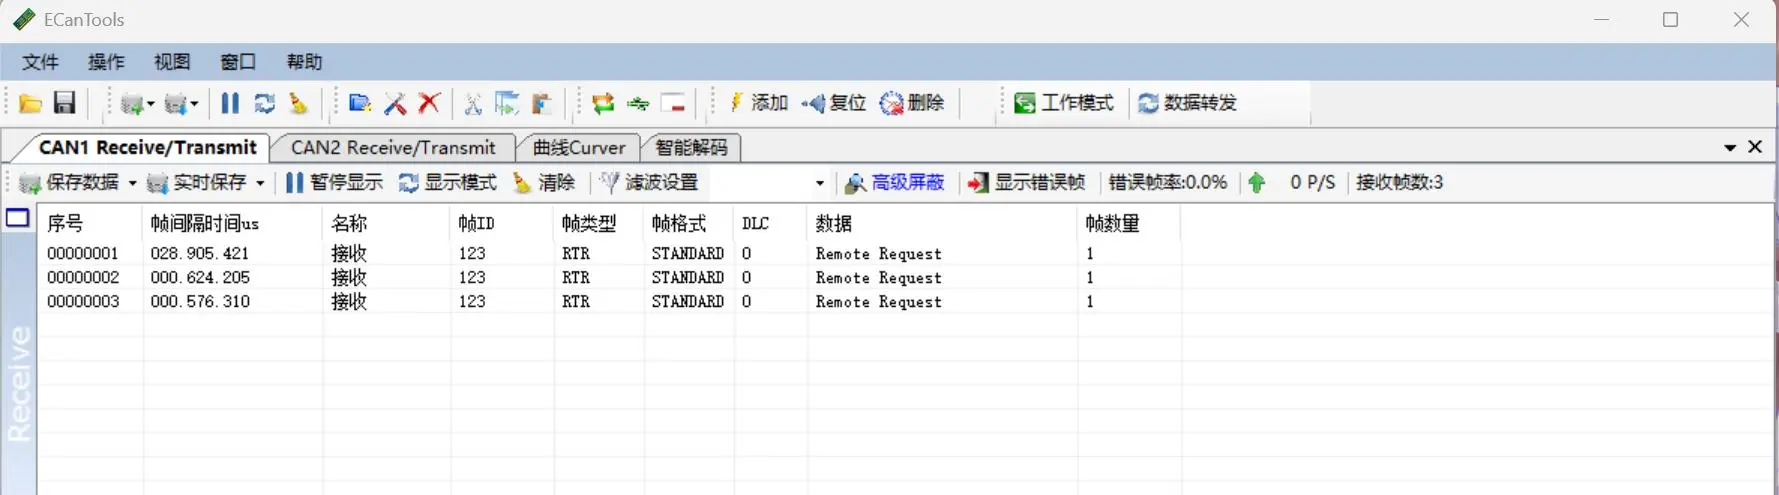 ECanTools
文件 操作 视图 窗口 帮助
添加 复位 删除 工作模式 数据转发
CAN1 Receive/Transmit CAN2 Receive/Transmit 曲线Curver 智能解码
保存数据 实时保存 暂停显示 显示模式 清除 滤波设置 高级屏蔽 显示错误帧 错误帧率:0.0% 0 P/S 接收帧数:3
序号 帧间隔时间us 名称 帧ID 帧类型 帧格式 DLC 数据 帧数量
00000001 028.905.421 接收 123 RTR STANDARD 0 Remote Request 1
00000002 000.624.205 接收 123 RTR STANDARD 0 Remote Request 1
00000003 000.576.310 接收 123 RTR STANDARD 0 Remote Request 1
Receive